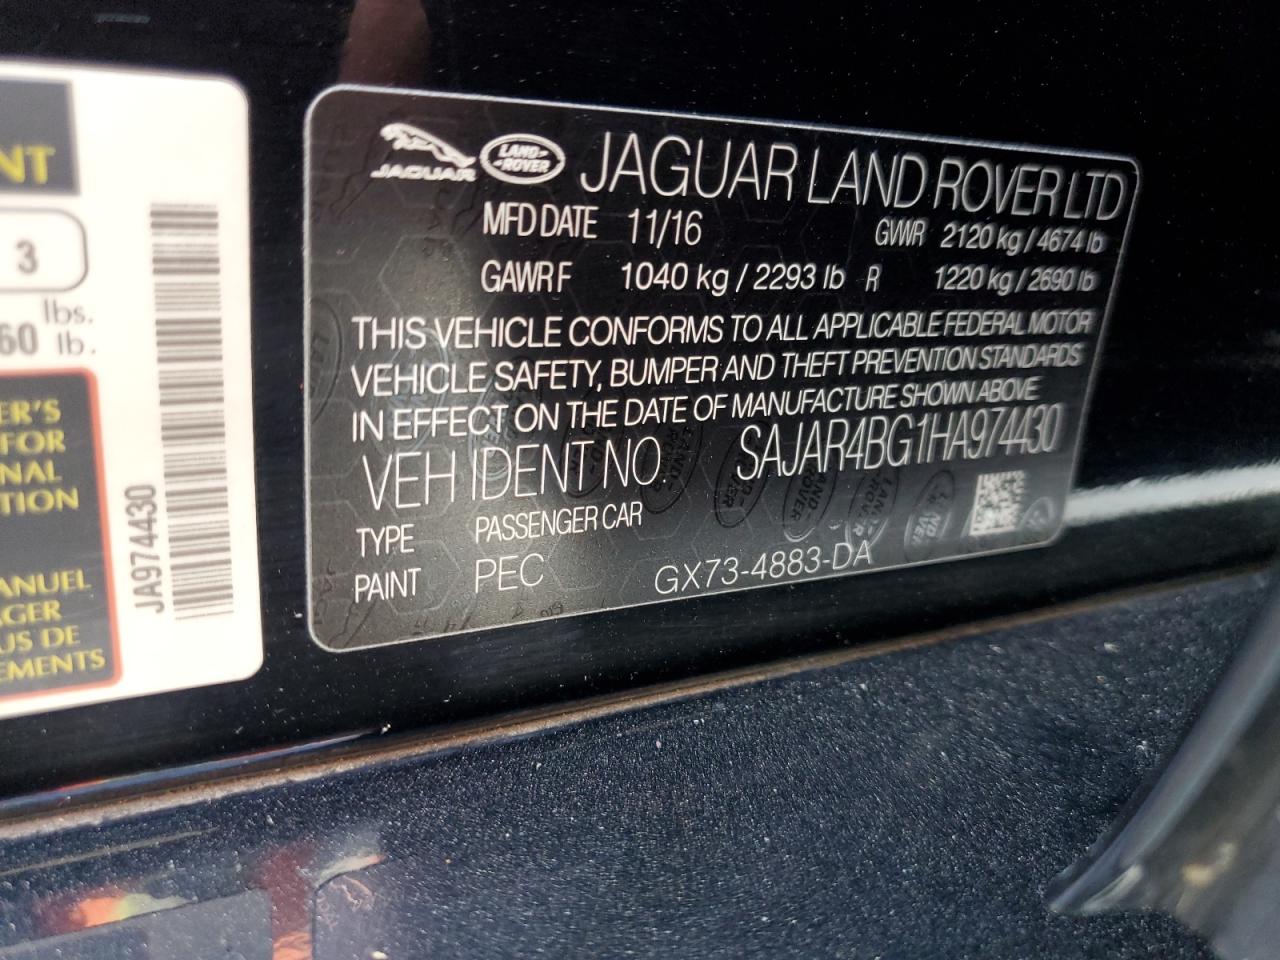 NT
3
lbs.
60 lb.
ER'S
FOR
NAL
TION
ANUEL
AGER
US DE
EMENTS
JA974430
JAGUAR
LAND-
-ROVER
JAGUAR LAND ROVER LTD
MFD DATE 11/16 GVWR 2120 kg / 4674 lb
GAWR F 1040 kg / 2293 lb R 1220 kg / 2690 lb
THIS VEHICLE CONFORMS TO ALL APPLICABLE FEDERAL MOTOR
VEHICLE SAFETY, BUMPER AND THEFT PREVENTION STANDARDS
IN EFFECT ON THE DATE OF MANUFACTURE SHOWN ABOVE
VEH IDENT NO. SAJAR4BG1HA974430
TYPE PASSENGER CAR
PAINT PEC GX73-4883-DA